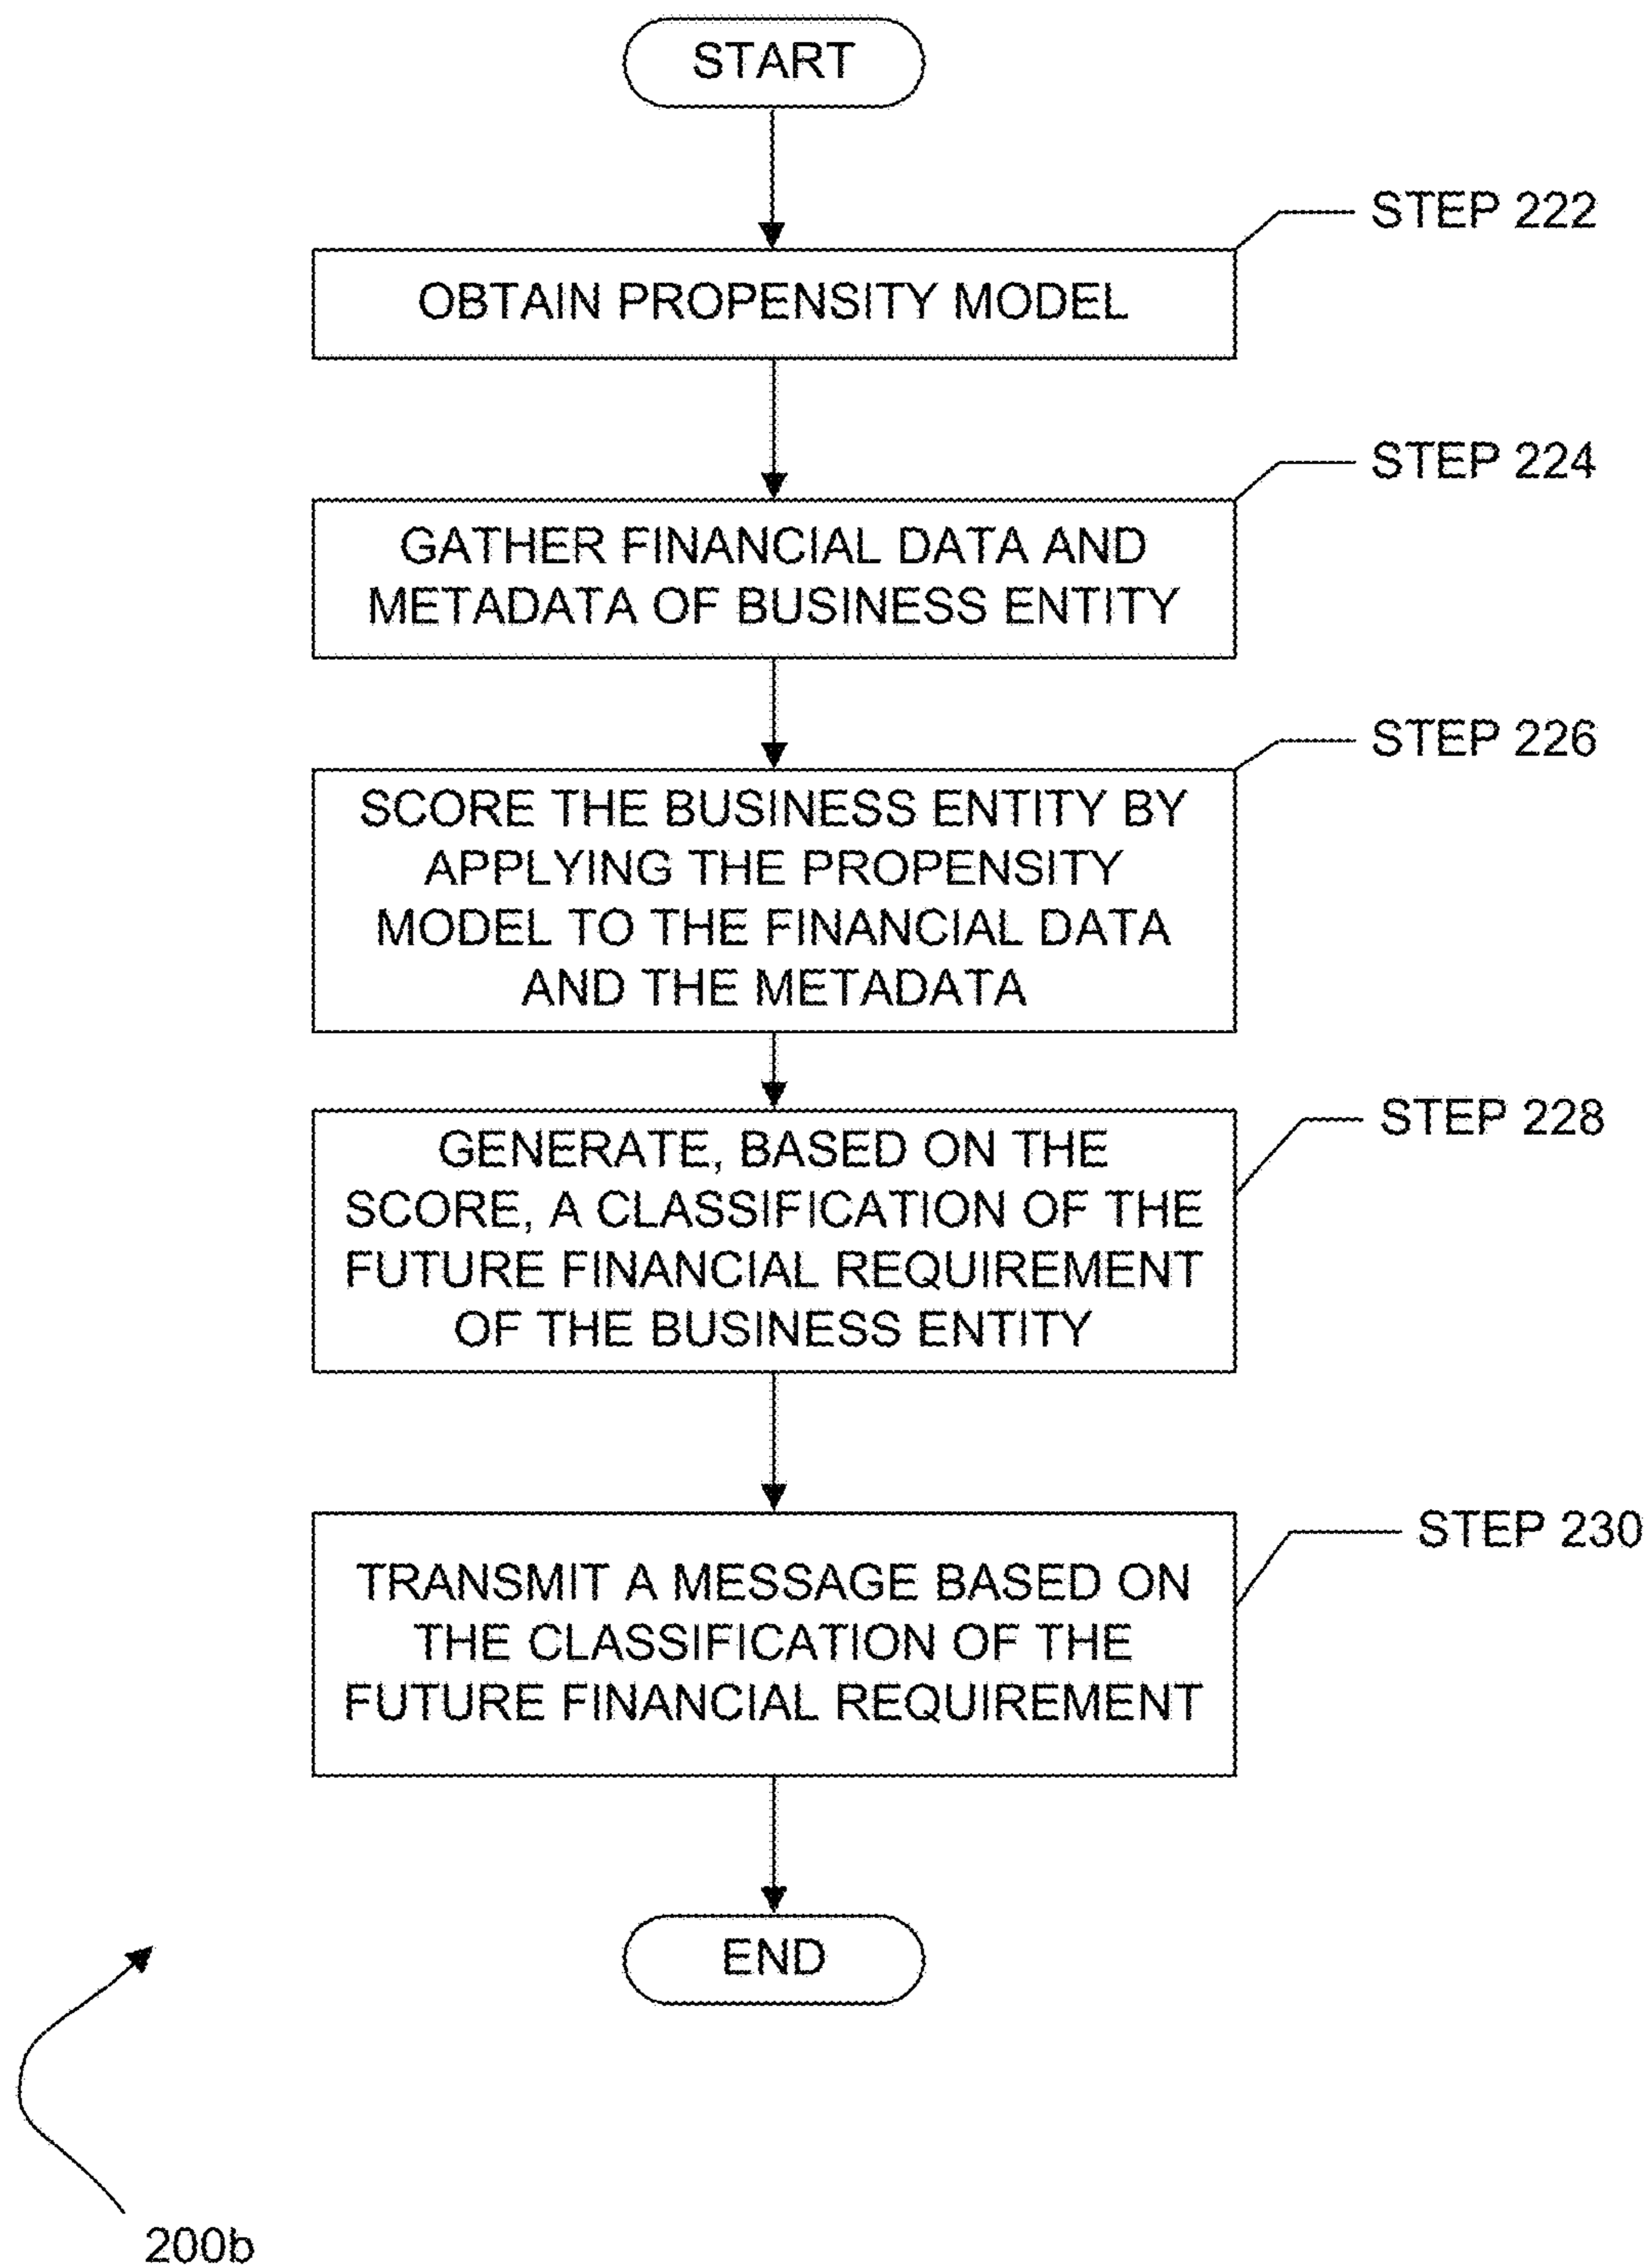 START
STEP 222
OBTAIN PROPENSITY MODEL
STEP 224
GATHER FINANCIAL DATA AND
METADATA OF BUSINESS ENTITY
STEP 226
SCORE THE BUSINESS ENTITY BY
APPLYING THE PROPENSITY
MODEL TO THE FINANCIAL DATA
AND THE METADATA
STEP 228
GENERATE, BASED ON THE
SCORE, A CLASSIFICATION OF THE
FUTURE FINANCIAL REQUIREMENT
OF THE BUSINESS ENTITY
STEP 230
TRANSMIT A MESSAGE BASED ON
THE CLASSIFICATION OF THE
FUTURE FINANCIAL REQUIREMENT
END
200b